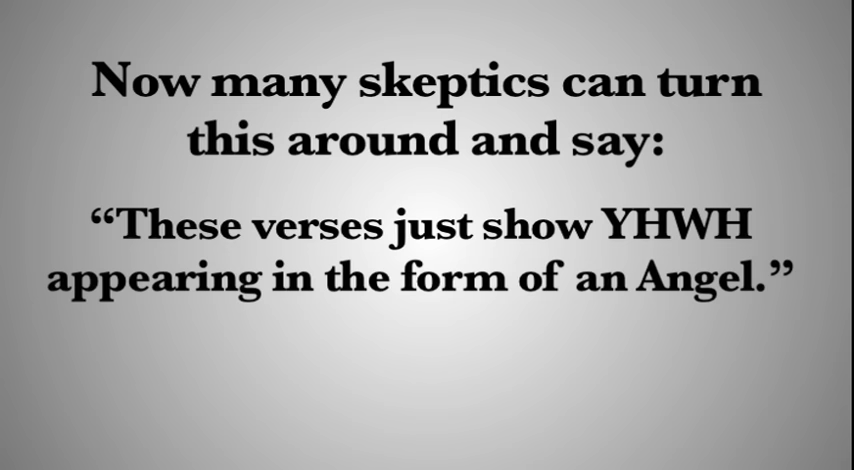 Now many skeptics can turn
this around and say:
“These verses just show YHWH
appearing in the form of an Angel.”